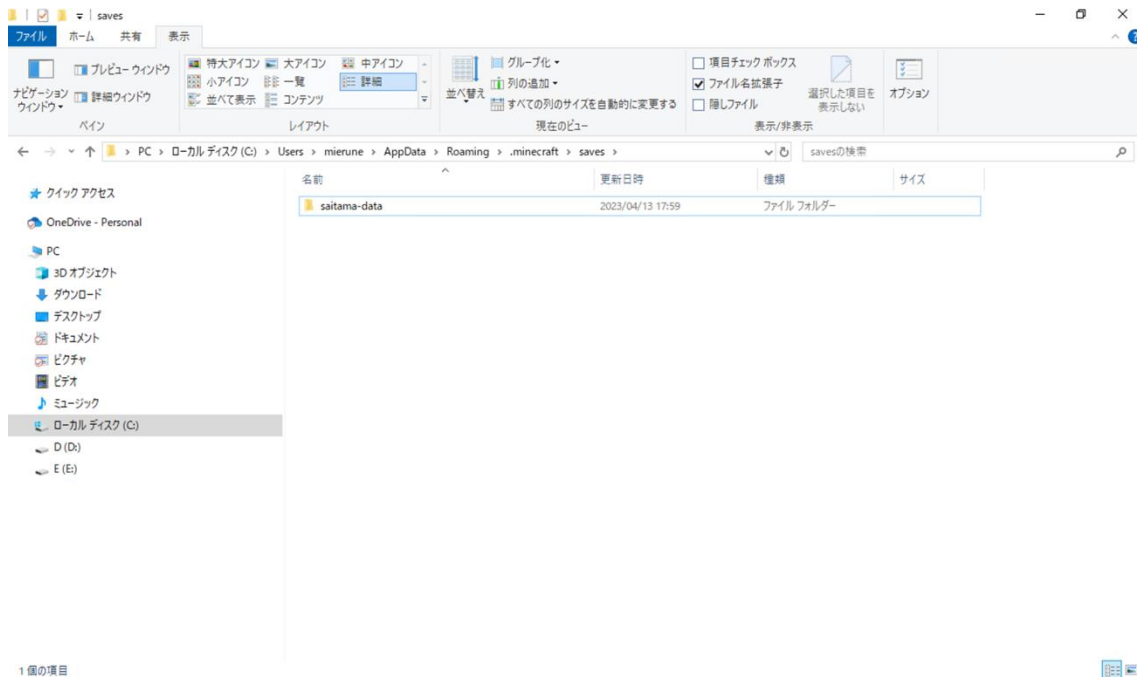 saves
ファイル ホーム 共有 表示
ナビゲーション ウィンドウ
プレビュー ウィンドウ
詳細ウィンドウ
ペイン
特大アイコン 大アイコン 中アイコン
小アイコン 一覧 詳細
並べて表示 コンテンツ
レイアウト
並べ替え
グループ化
列の追加
すべての列のサイズを自動的に変更する
現在のビュー
項目チェック ボックス
ファイル名拡張子
隠しファイル
選択した項目を
表示しない
表示/非表示
オプション
PC › ローカル ディスク (C:) › Users › mierune › AppData › Roaming › .minecraft › saves ›
savesの検索
名前 更新日時 種類 サイズ
saitama-data 2023/04/13 17:59 ファイル フォルダー
クイック アクセス
OneDrive - Personal
PC
3D オブジェクト
ダウンロード
デスクトップ
ドキュメント
ピクチャ
ビデオ
ミュージック
ローカル ディスク (C:)
D (D:)
E (E:)
1 個の項目